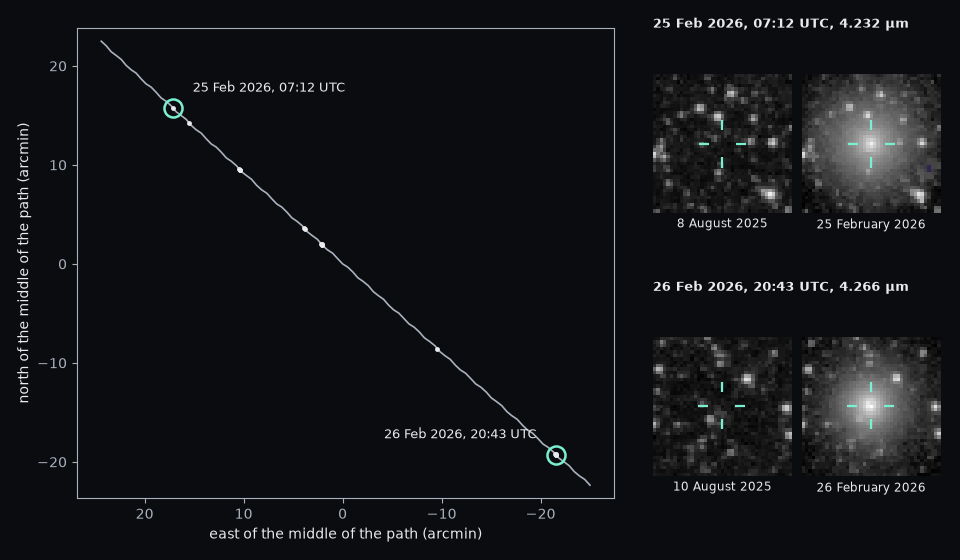 25 Feb 2026, 07:12 UTC, 4.232 μm
8 August 2025
25 February 2026
26 Feb 2026, 20:43 UTC, 4.266 μm
10 August 2025
26 February 2026
25 Feb 2026, 07:12 UTC
26 Feb 2026, 20:43 UTC
north of the middle of the path (arcmin)
20
10
0
−10
−20
20
10
0
−10
−20
east of the middle of the path (arcmin)